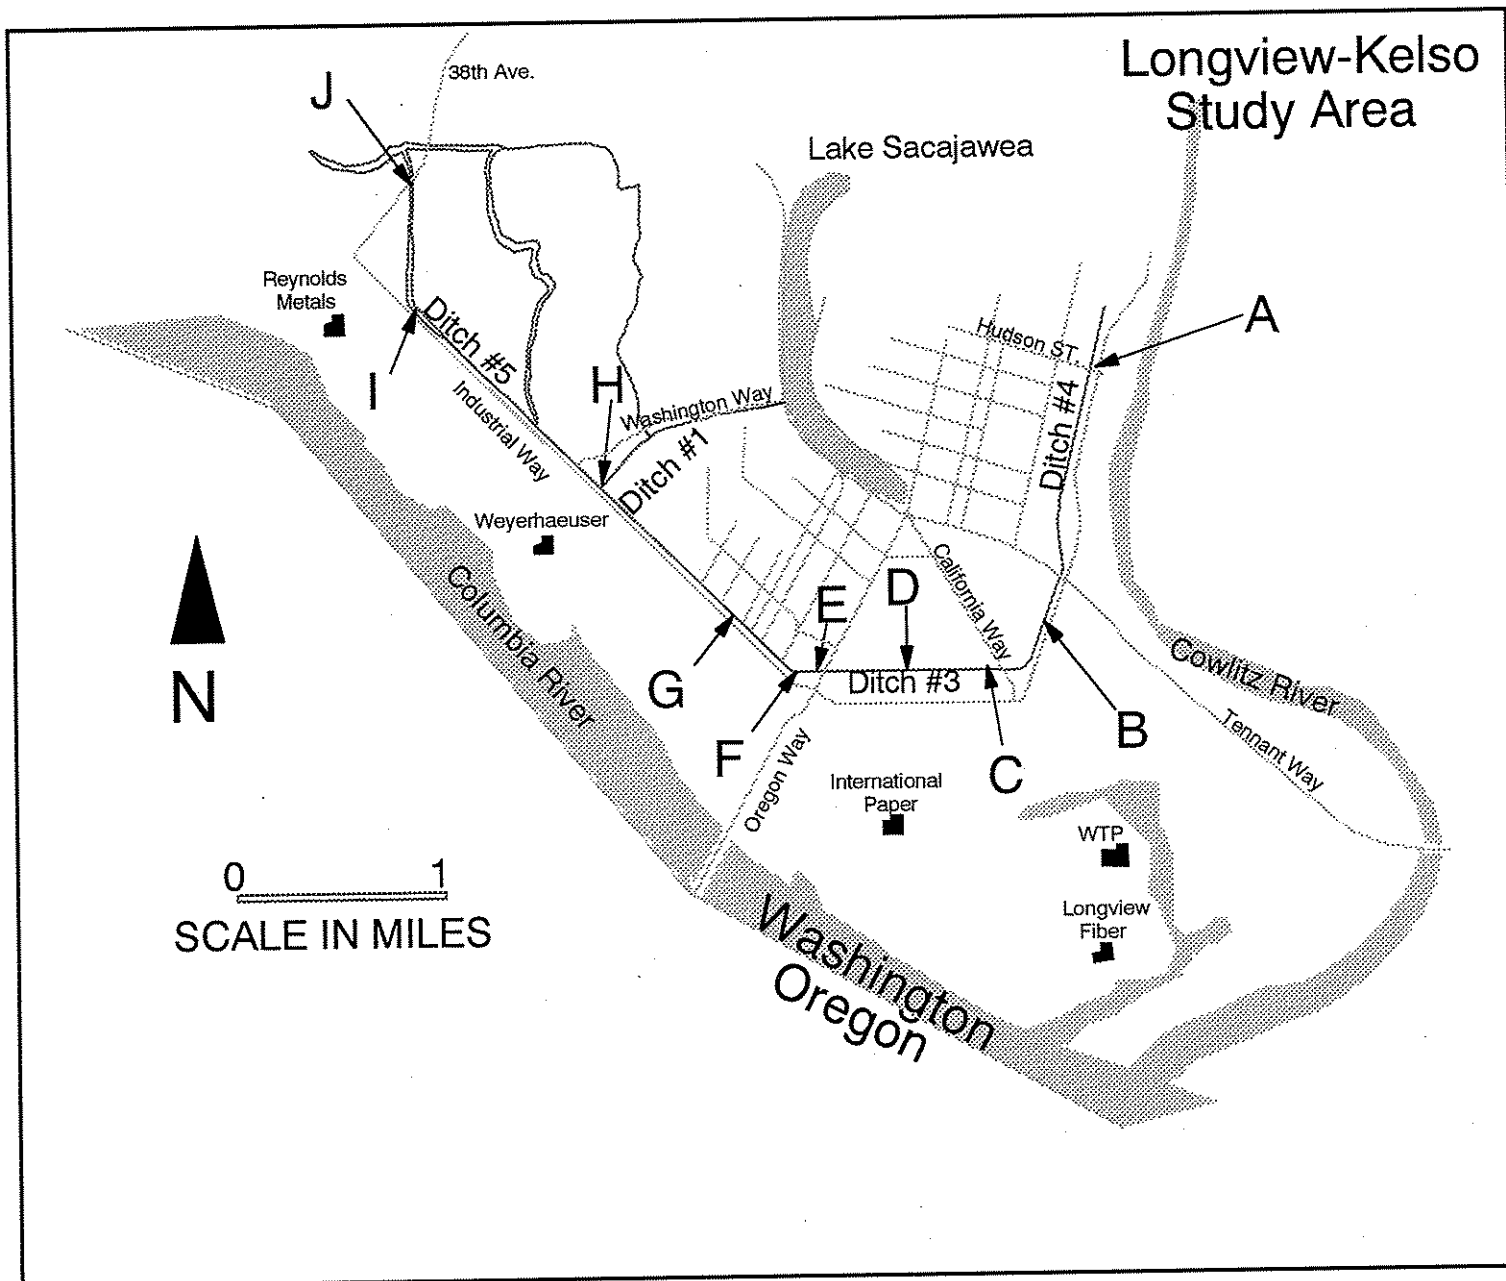 Longview-Kelso
Study Area
38th Ave.
J
Lake Sacajawea
Reynolds
Metals
Hudson ST.
A
Ditch #5
I
H
Washington Way
Ditch #4
Industrial Way
Ditch #1
Weyerhaeuser
California Way
Columbia River
E
D
N
G
Ditch #3
Cowlitz River
F
C
B
Oregon Way
International
Paper
Tennant Way
WTP
0 1
SCALE IN MILES
Longview
Fiber
Washington
Oregon